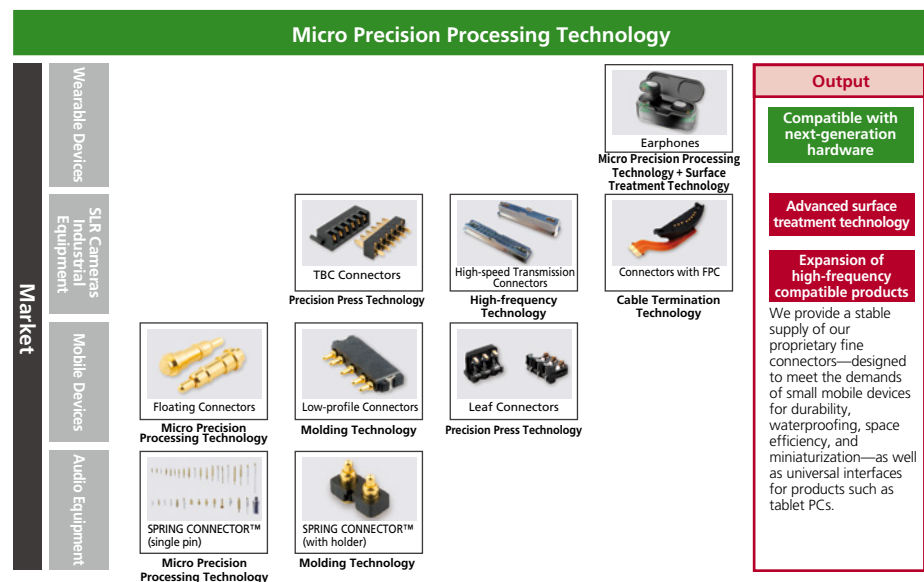 Micro Precision Processing Technology
Market
Wearable Devices
Earphones
Micro Precision Processing
Technology + Surface
Treatment Technology
SLR Cameras
Industrial
Equipment
TBC Connectors
Precision Press Technology
High-speed Transmission
Connectors
High-frequency
Technology
Connectors with FPC
Cable Termination
Technology
Mobile Devices
Floating Connectors
Micro Precision
Processing Technology
Low-profile Connectors
Molding Technology
Leaf Connectors
Precision Press Technology
Audio Equipment
SPRING CONNECTOR™
(single pin)
Micro Precision
Processing Technology
SPRING CONNECTOR™
(with holder)
Molding Technology
Output
Compatible with
next-generation
hardware
Advanced surface
treatment technology
Expansion of
high-frequency
compatible products
We provide a stable
supply of our
proprietary fine
connectors—designed
to meet the demands
of small mobile devices
for durability,
waterproofing, space
efficiency, and
miniaturization—as well
as universal interfaces
for products such as
tablet PCs.